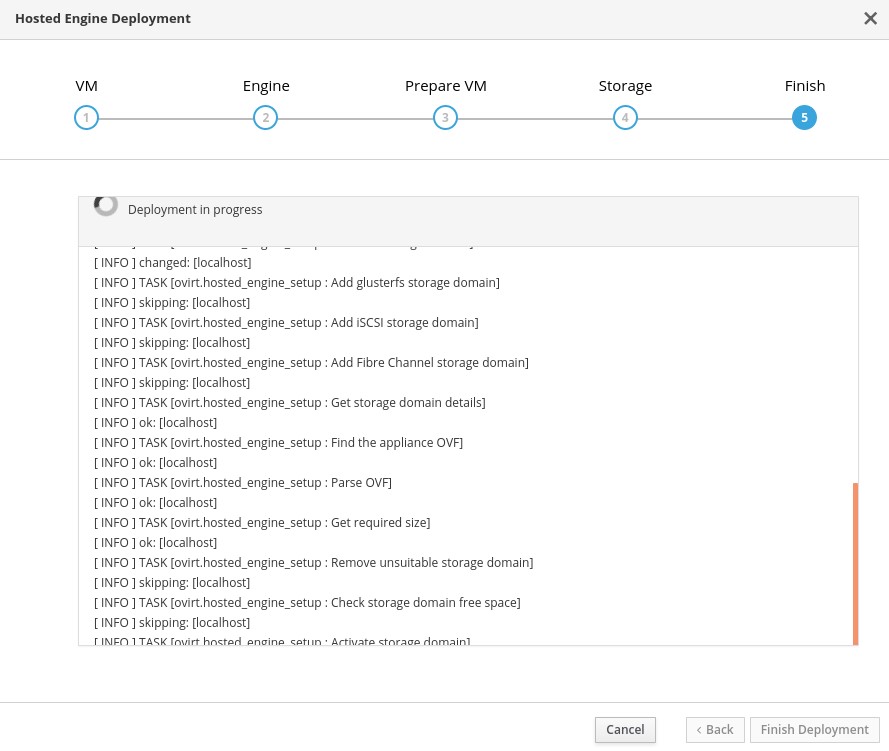 Hosted Engine Deployment
VM Engine Prepare VM Storage Finish
1 2 3 4 5
Deployment in progress
[ INFO ] changed: [localhost]
[ INFO ] TASK [ovirt.hosted_engine_setup : Add glusterfs storage domain]
[ INFO ] skipping: [localhost]
[ INFO ] TASK [ovirt.hosted_engine_setup : Add iSCSI storage domain]
[ INFO ] skipping: [localhost]
[ INFO ] TASK [ovirt.hosted_engine_setup : Add Fibre Channel storage domain]
[ INFO ] skipping: [localhost]
[ INFO ] TASK [ovirt.hosted_engine_setup : Get storage domain details]
[ INFO ] ok: [localhost]
[ INFO ] TASK [ovirt.hosted_engine_setup : Find the appliance OVF]
[ INFO ] ok: [localhost]
[ INFO ] TASK [ovirt.hosted_engine_setup : Parse OVF]
[ INFO ] ok: [localhost]
[ INFO ] TASK [ovirt.hosted_engine_setup : Get required size]
[ INFO ] ok: [localhost]
[ INFO ] TASK [ovirt.hosted_engine_setup : Remove unsuitable storage domain]
[ INFO ] skipping: [localhost]
[ INFO ] TASK [ovirt.hosted_engine_setup : Check storage domain free space]
[ INFO ] skipping: [localhost]
[ INFO ] TASK [ovirt.hosted_engine_setup : Activate storage domain]
Cancel < Back Finish Deployment